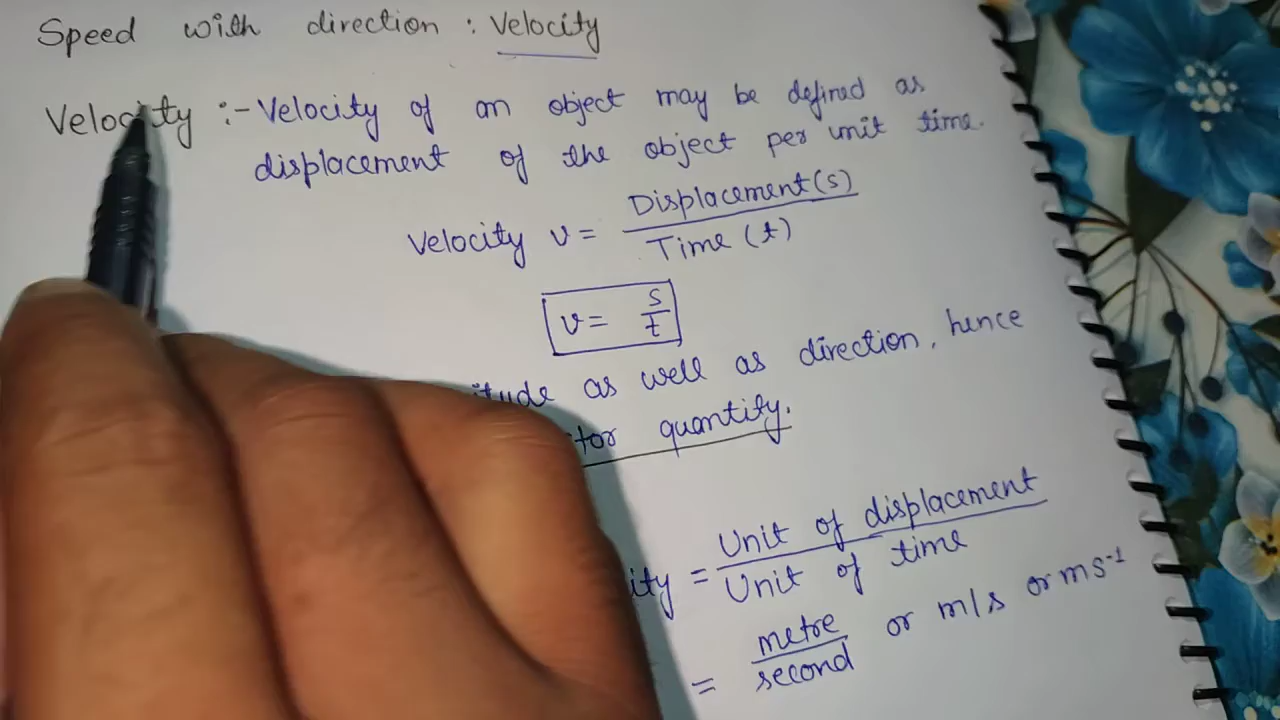 Speed with direction : Velocity
Velocity :- Velocity of an object may be defined as
displacement of the object per unit time.
Velocity v = Displacement(s)
Time (t)
v = s
t
as well as direction, hence
quantity.
= Unit of displacement
Unit of time
= metre or m/s or ms⁻¹
second